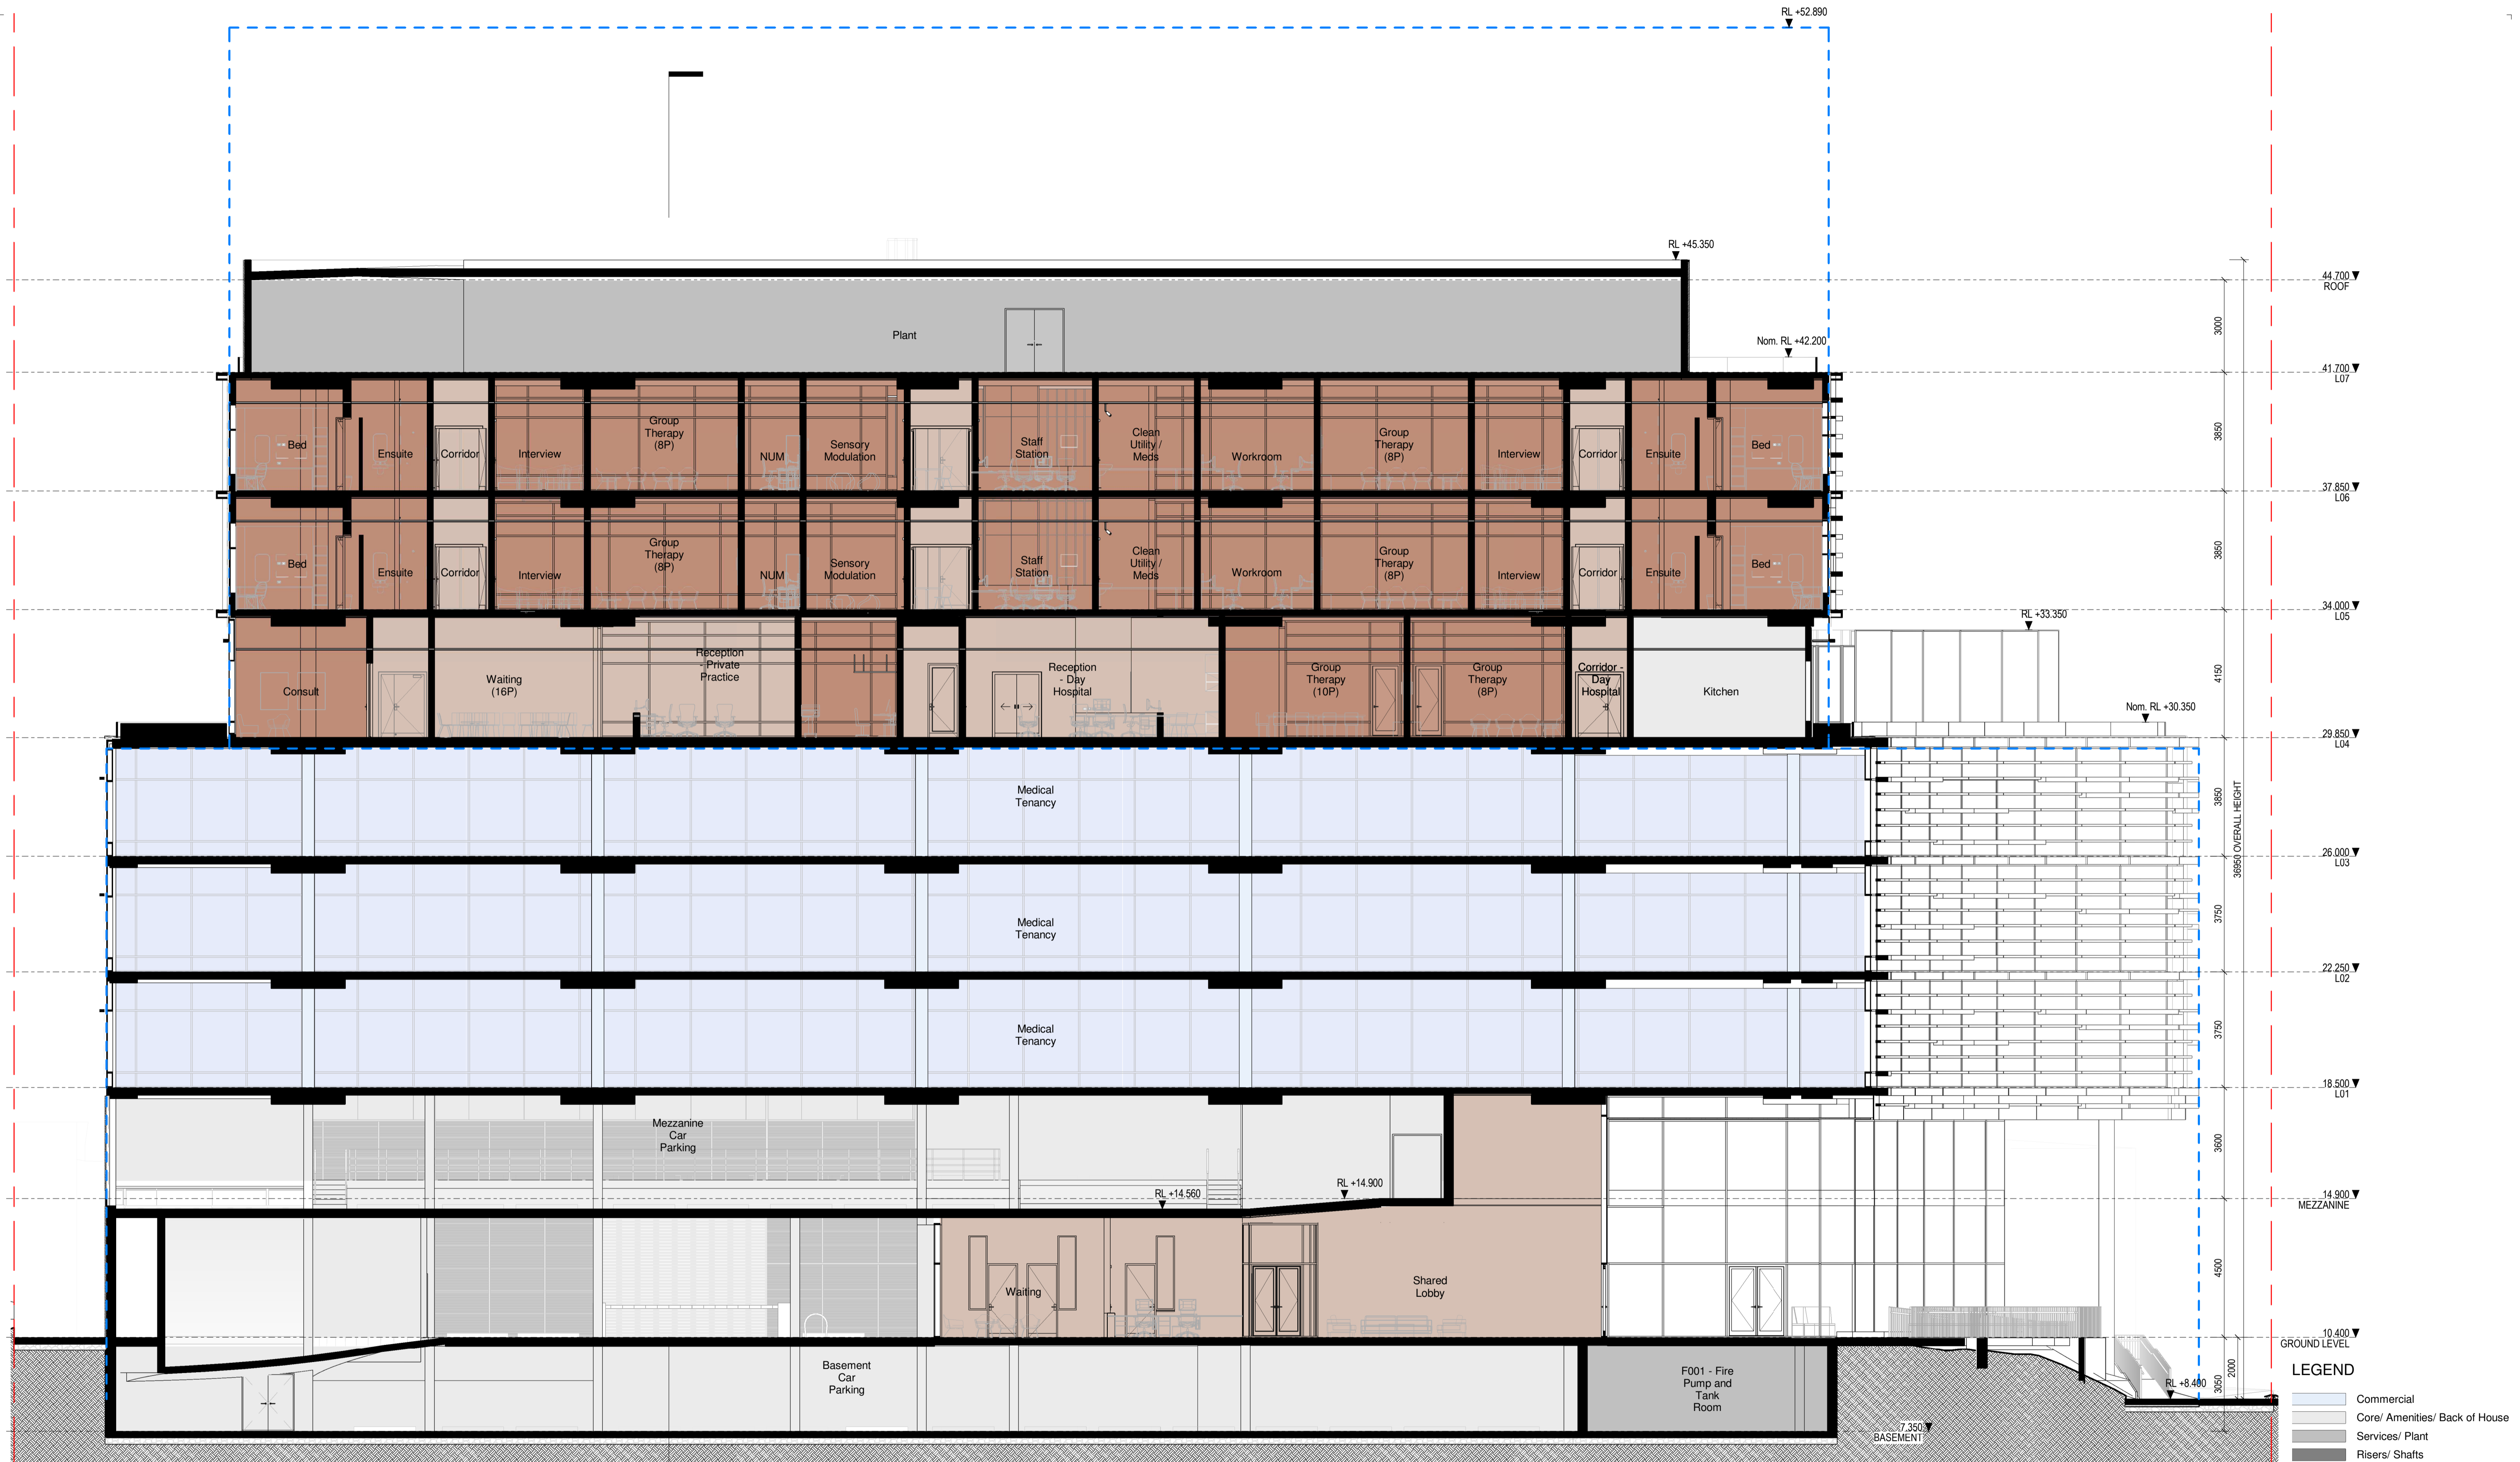 RL +52.890
RL +45.350
44.700
ROOF
3000
Plant
Nom. RL +42.200
41.700
L07
Bed
Ensuite
Corridor
Interview
Group
Therapy
(8P)
NUM
Sensory
Modulation
Staff
Station
Clean
Utility /
Meds
Workroom
Group
Therapy
(8P)
Interview
Corridor
Ensuite
Bed
3850
37.850
L06
Bed
Ensuite
Corridor
Interview
Group
Therapy
(8P)
NUM
Sensory
Modulation
Staff
Station
Clean
Utility /
Meds
Workroom
Group
Therapy
(8P)
Interview
Corridor
Ensuite
Bed
3850
34.000
L05
RL +33.350
Consult
Waiting
(16P)
Reception
- Private
Practice
Reception
- Day
Hospital
Group
Therapy
(10P)
Group
Therapy
(8P)
Corridor -
Day
Hospital
Kitchen
4150
Nom. RL +30.350
29.850
L04
Medical
Tenancy
3850
36950 OVERALL HEIGHT
26.000
L03
Medical
Tenancy
3750
22.250
L02
Medical
Tenancy
3750
18.500
L01
Mezzanine
Car
Parking
3600
RL +14.560
RL +14.900
14.900
MEZZANINE
Waiting
Shared
Lobby
4500
10.400
GROUND LEVEL
Basement
Car
Parking
F001 - Fire
Pump and
Tank
Room
RL +8.400
3050
2000
7.350
BASEMENT
LEGEND
Commercial
Core/ Amenities/ Back of House
Services/ Plant
Risers/ Shafts